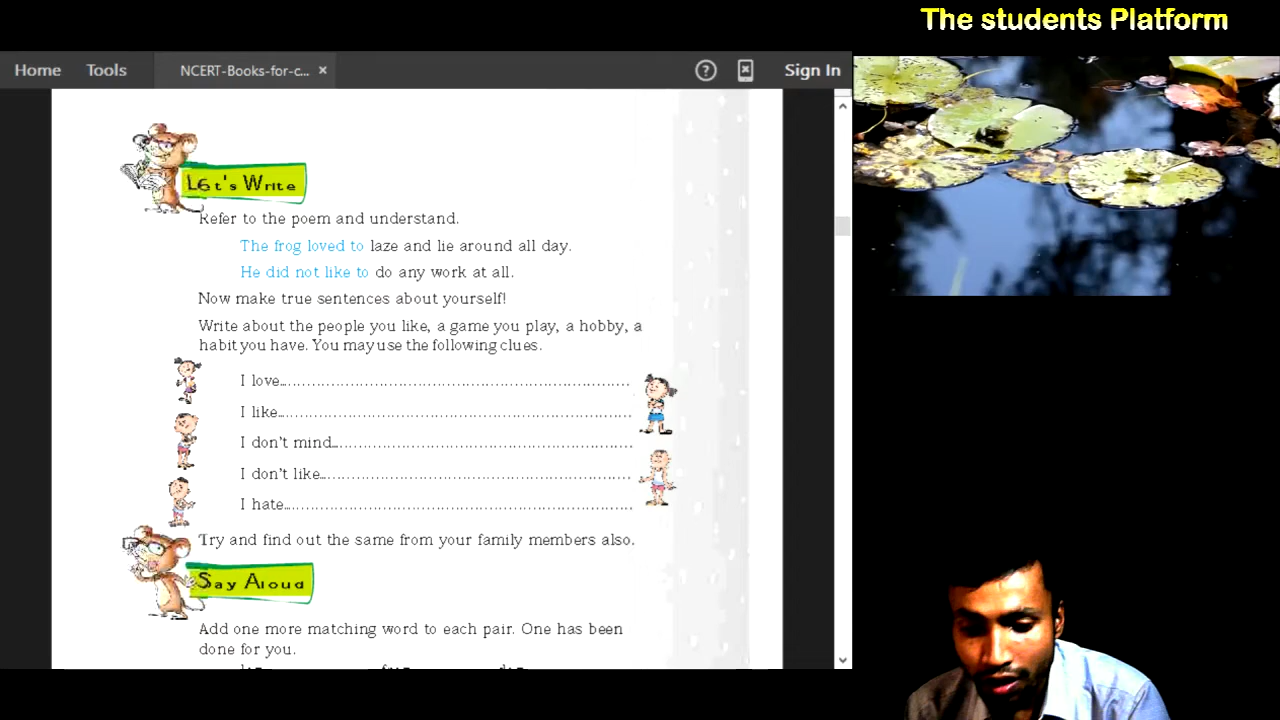 The students Platform
Home Tools NCERT-Books-for-c... × ? Sign In
Let's Write
Refer to the poem and understand.
The frog loved to laze and lie around all day.
He did not like to do any work at all.
Now make true sentences about yourself!
Write about the people you like, a game you play, a hobby, a
habit you have. You may use the following clues.
I love
I like
I don't mind
I don't like
I hate
Try and find out the same from your family members also.
Say Aloud
Add one more matching word to each pair. One has been
done for you.